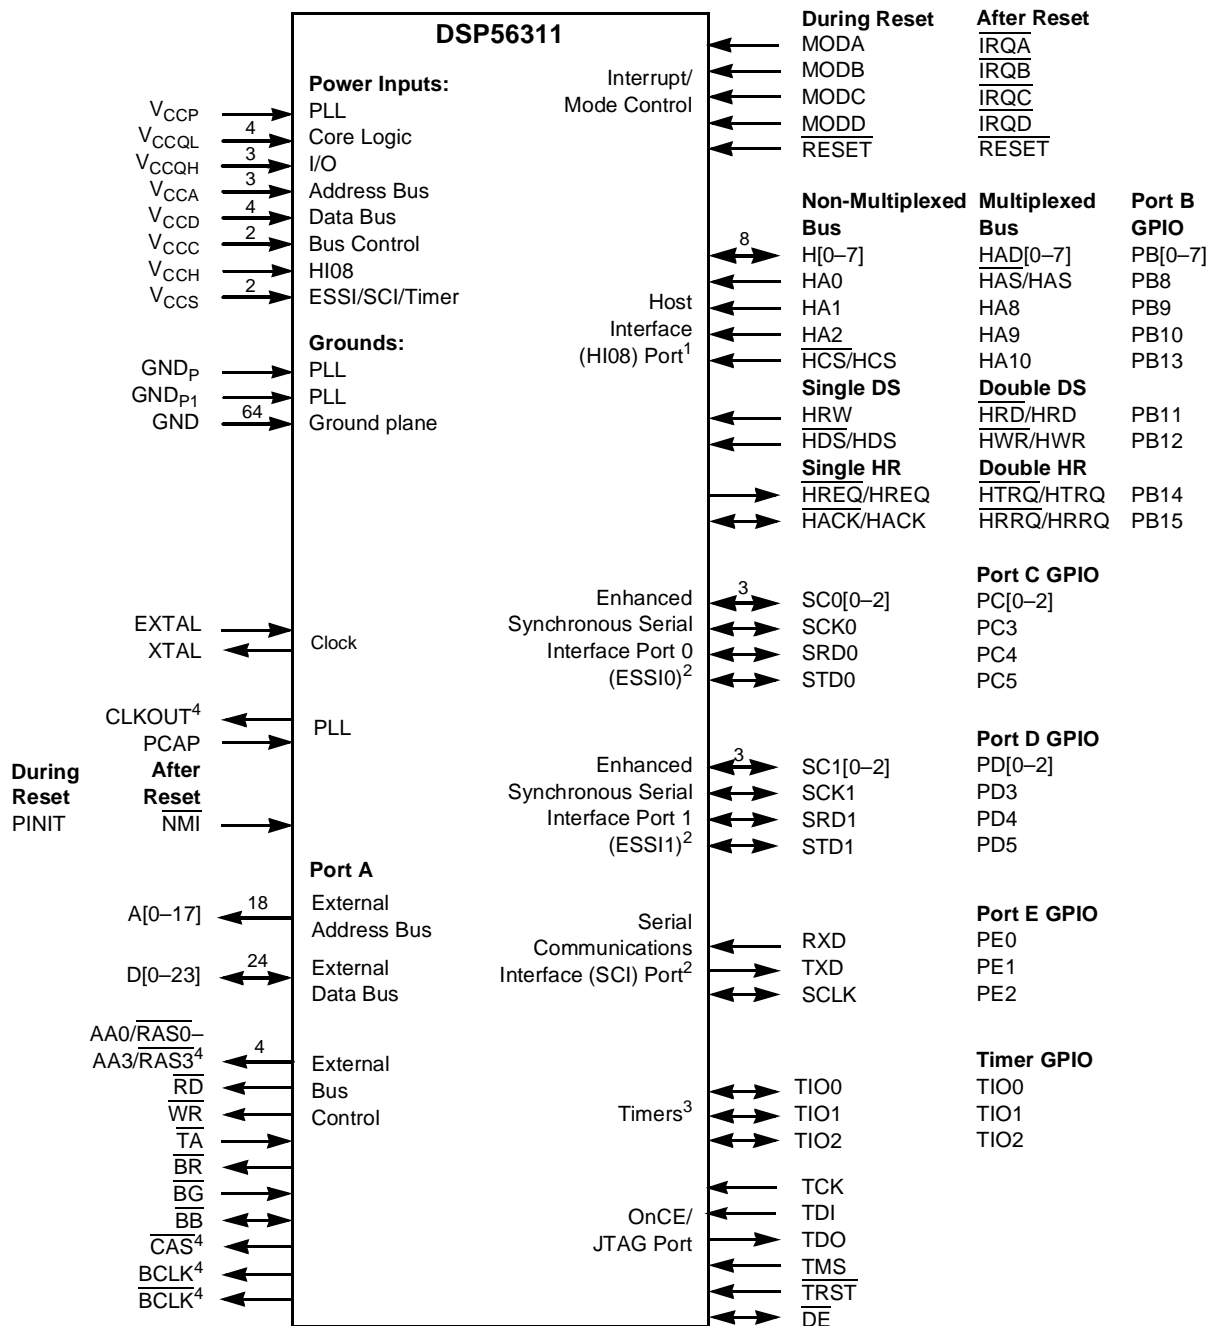 DSP56311
During Reset After Reset
Interrupt/
Mode Control
MODA IRQA
MODB IRQB
MODC IRQC
MODD IRQD
RESET RESET
Power Inputs:
VCCP PLL
VCCQL 4 Core Logic
VCCQH 3 I/O
VCCA 3 Address Bus
VCCD 4 Data Bus
VCCC 2 Bus Control
VCCH HI08
VCCS 2 ESSI/SCI/Timer
Grounds:
GNDP PLL
GNDP1 PLL
GND 64 Ground plane
Non-Multiplexed Multiplexed Port B
Bus Bus GPIO
Host
Interface
(HI08) Port1
8 H[0–7] HAD[0–7] PB[0–7]
HA0 HAS/HAS PB8
HA1 HA8 PB9
HA2 HA9 PB10
HCS/HCS HA10 PB13
Single DS Double DS
HRW HRD/HRD PB11
HDS/HDS HWR/HWR PB12
Single HR Double HR
HREQ/HREQ HTRQ/HTRQ PB14
HACK/HACK HRRQ/HRRQ PB15
EXTAL
XTAL
Clock
Port C GPIO
Enhanced
Synchronous Serial
Interface Port 0
(ESSI0)2
3 SC0[0–2] PC[0–2]
SCK0 PC3
SRD0 PC4
STD0 PC5
CLKOUT4
PCAP
PLL
During After
Reset Reset
PINIT NMI
Port D GPIO
Enhanced
Synchronous Serial
Interface Port 1
(ESSI1)2
3 SC1[0–2] PD[0–2]
SCK1 PD3
SRD1 PD4
STD1 PD5
Port A
A[0–17] 18 External
Address Bus
D[0–23] 24 External
Data Bus
Port E GPIO
Serial
Communications
Interface (SCI) Port2
RXD PE0
TXD PE1
SCLK PE2
AA0/RAS0–
AA3/RAS34 4
External
Bus
Control
RD
WR
TA
BR
BG
BB
CAS4
BCLK4
BCLK4
Timer GPIO
Timers3
TIO0 TIO0
TIO1 TIO1
TIO2 TIO2
OnCE/
JTAG Port
TCK
TDI
TDO
TMS
TRST
DE